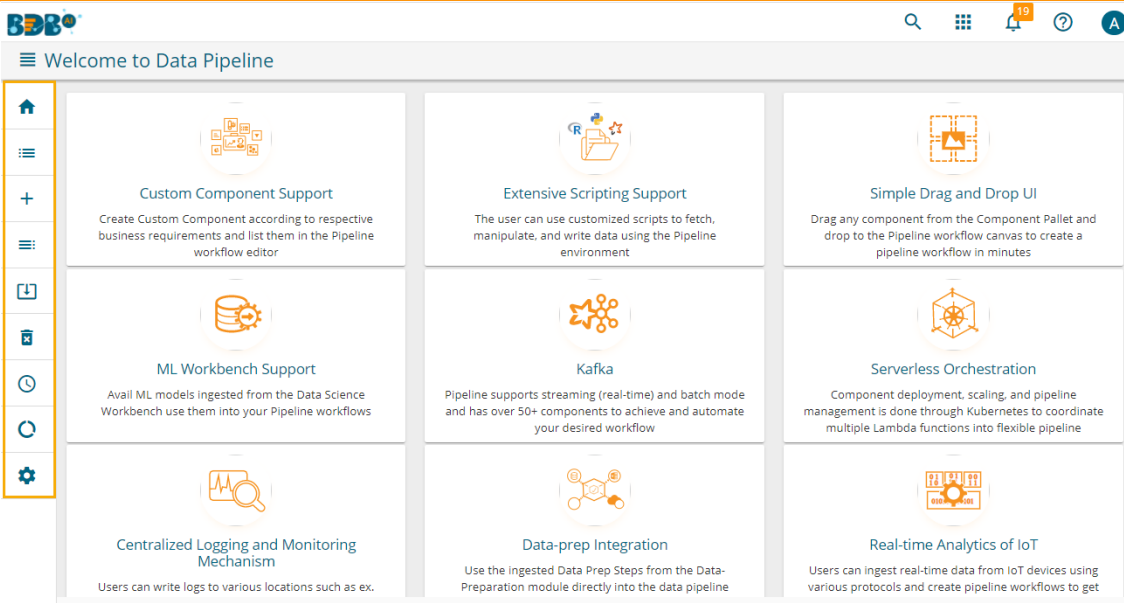 BDB AI
19
A
Welcome to Data Pipeline
R
Custom Component Support
Create Custom Component according to respective
business requirements and list them in the Pipeline
workflow editor
Extensive Scripting Support
The user can use customized scripts to fetch,
manipulate, and write data using the Pipeline
environment
Simple Drag and Drop UI
Drag any component from the Component Pallet and
drop to the Pipeline workflow canvas to create a
pipeline workflow in minutes
ML Workbench Support
Avail ML models ingested from the Data Science
Workbench use them into your Pipeline workflows
Kafka
Pipeline supports streaming (real-time) and batch mode
and has over 50+ components to achieve and automate
your desired workflow
Serverless Orchestration
Component deployment, scaling, and pipeline
management is done through Kubernetes to coordinate
multiple Lambda functions into flexible pipeline
Centralized Logging and Monitoring
Mechanism
Users can write logs to various locations such as ex.
Data-prep Integration
Use the ingested Data Prep Steps from the Data-
Preparation module directly into the data pipeline
Real-time Analytics of IoT
Users can ingest real-time data from IoT devices using
various protocols and create pipeline workflows to get